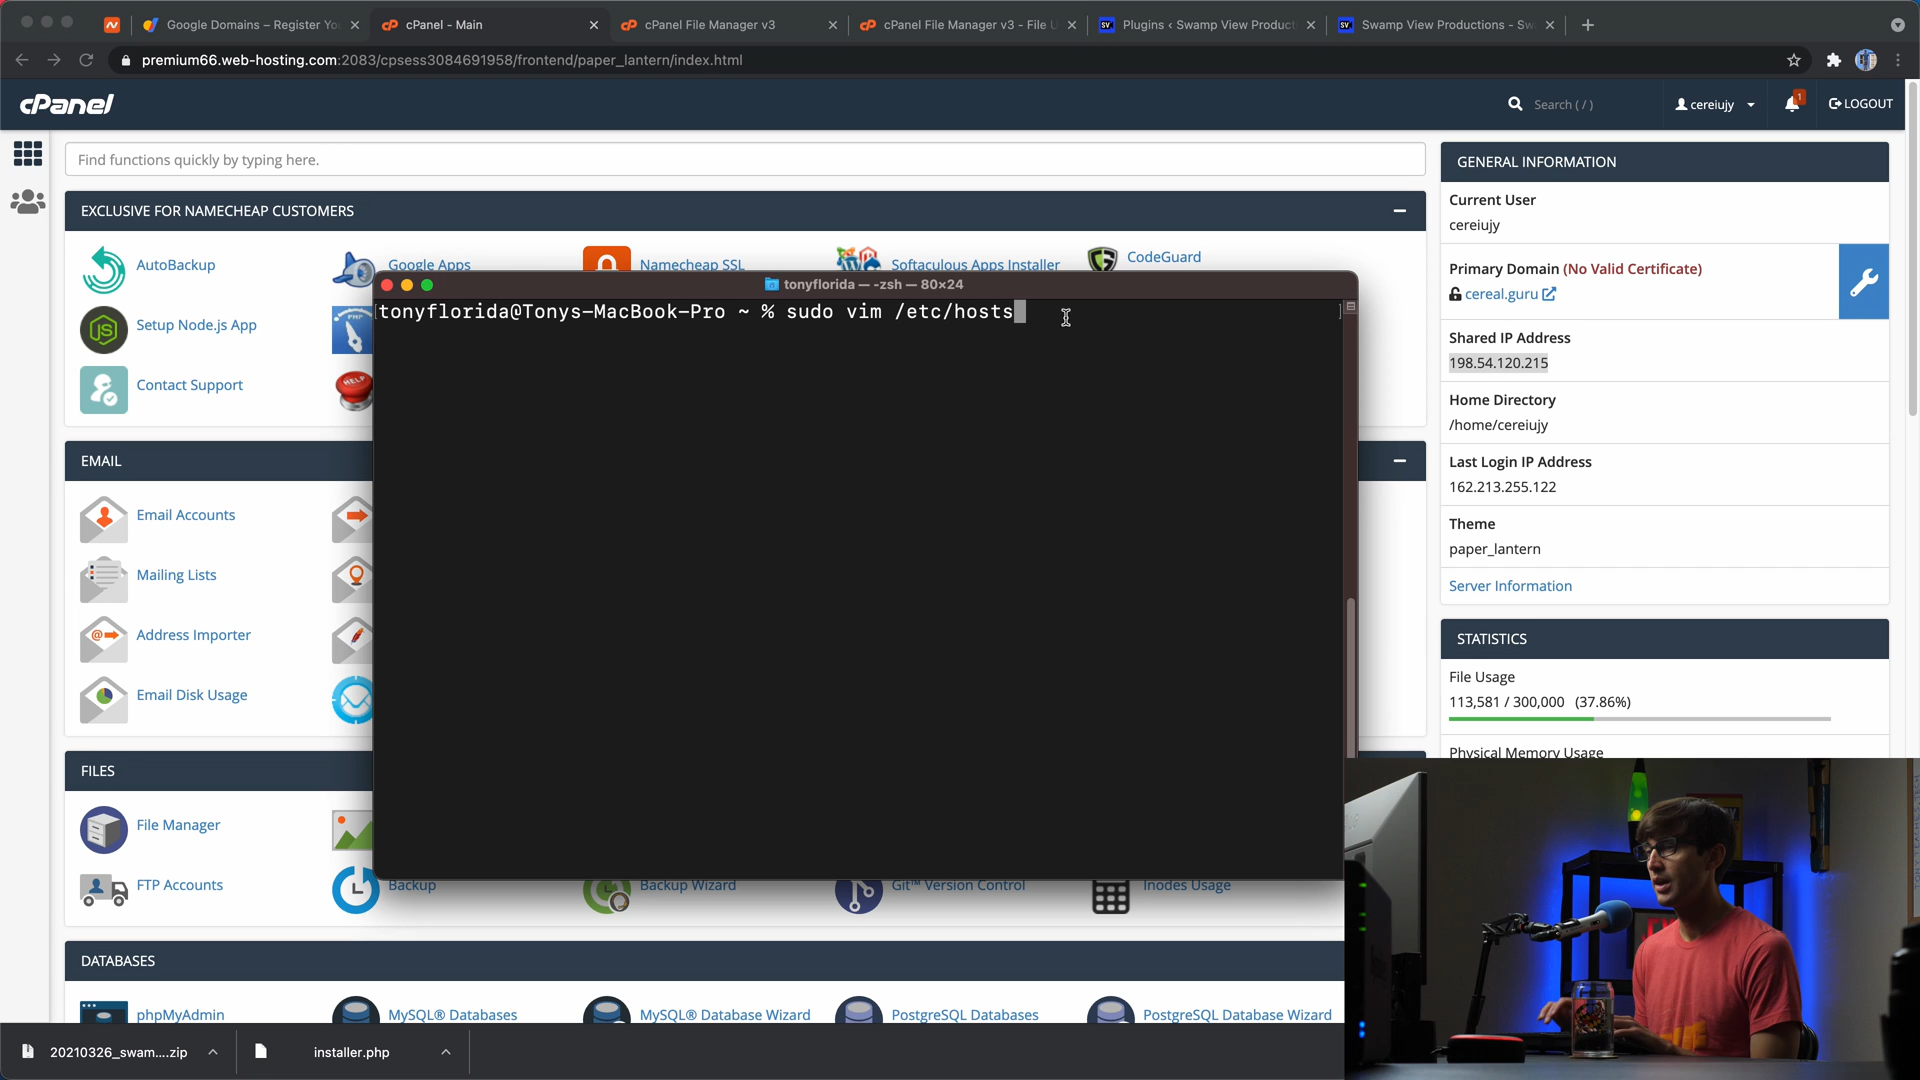 Google Domains – Register Yo
cPanel - Main
cPanel File Manager v3
cPanel File Manager v3 - File U
Plugins ‹ Swamp View Product
Swamp View Productions - Sw
premium66.web-hosting.com:2083/cpsess3084691958/frontend/paper_lantern/index.html
cPanel
Search ( / )
cereiujy
1
LOGOUT
Find functions quickly by typing here.
EXCLUSIVE FOR NAMECHEAP CUSTOMERS
AutoBackup
Google Apps
Namecheap SSL
Softaculous Apps Installer
CodeGuard
Setup Node.js App
PHP
Contact Support
HELP
tonyflorida — -zsh — 80×24
tonyflorida@Tonys-MacBook-Pro ~ % sudo vim /etc/hosts
EMAIL
Email Accounts
Mailing Lists
Address Importer
Email Disk Usage
FILES
File Manager
FTP Accounts
Backup
Backup Wizard
Git™ Version Control
Inodes Usage
DATABASES
phpMyAdmin
MySQL® Databases
MySQL® Database Wizard
PostgreSQL Databases
PostgreSQL Database Wizard
GENERAL INFORMATION
Current User
cereiujy
Primary Domain (No Valid Certificate)
cereal.guru
Shared IP Address
198.54.120.215
Home Directory
/home/cereiujy
Last Login IP Address
162.213.255.122
Theme
paper_lantern
Server Information
STATISTICS
File Usage
113,581 / 300,000 (37.86%)
Physical Memory Usage
20210326_swam....zip
installer.php